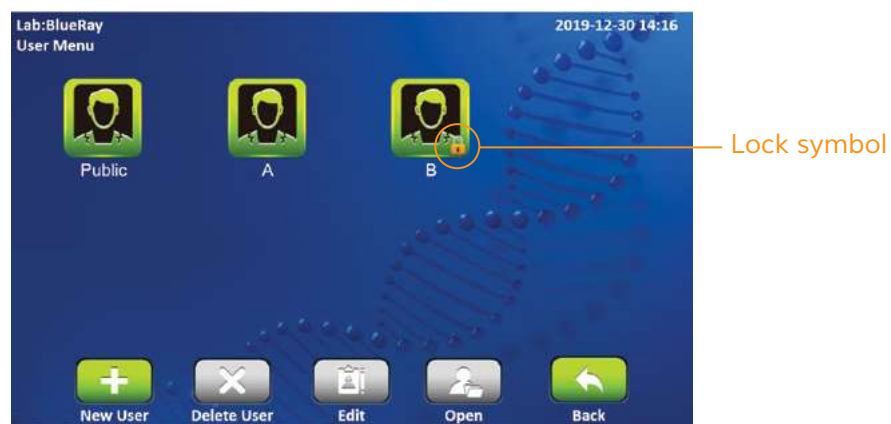 Lab:BlueRay
2019-12-30 14:16
User Menu
Public
A
B
Lock symbol
New User
Delete User
Edit
Open
Back